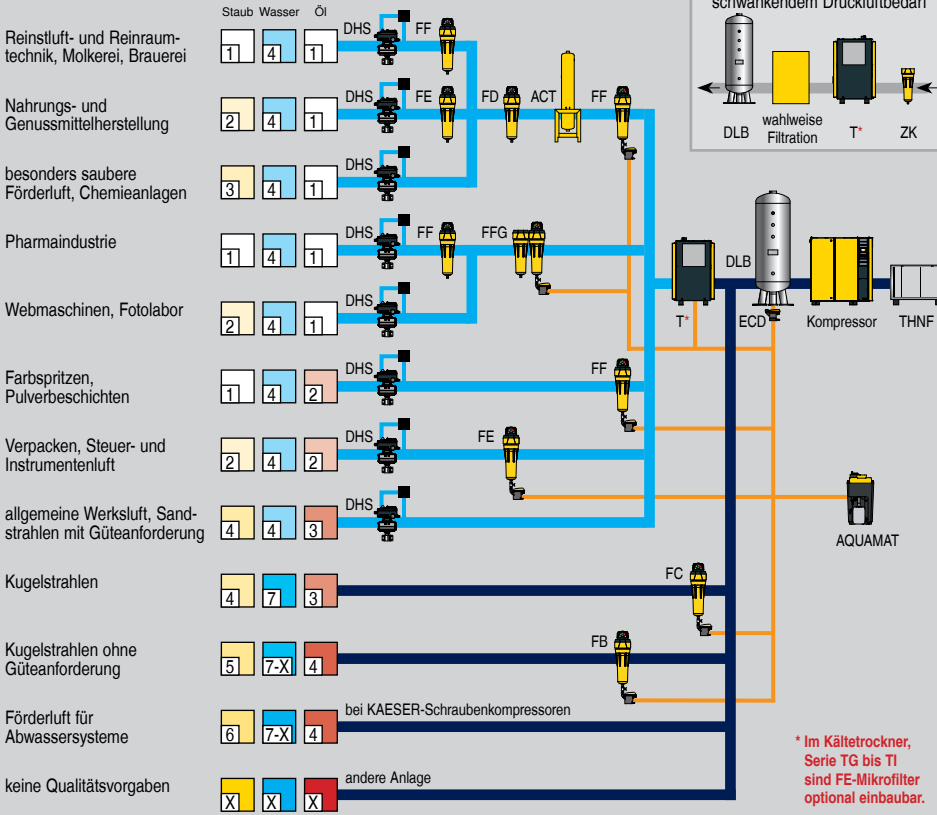 schwankendem Druckluftbedarf
DLB
wahlweise
Filtration
T*
ZK
Staub Wasser Öl
Reinstluft- und Reinraum-
technik, Molkerei, Brauerei
1 4 1
DHS FF
Nahrungs- und
Genussmittelherstellung
2 4 1
DHS FE FD ACT FF
besonders saubere
Förderluft, Chemieanlagen
3 4 1
DHS
Pharmaindustrie
1 4 1
DHS FF FFG
Webmaschinen, Fotolabor
2 4 1
DHS
T* DLB ECD Kompressor THNF
Farbspritzen,
Pulverbeschichten
1 4 2
DHS FF
Verpacken, Steuer- und
Instrumentenluft
2 4 2
DHS FE
allgemeine Werksluft, Sand-
strahlen mit Güteanforderung
4 4 3
DHS
AQUAMAT
Kugelstrahlen
4 7 3
FC
Kugelstrahlen ohne
Güteanforderung
5 7-X 4
FB
Förderluft für
Abwassersysteme
6 7-X 4
bei KAESER-Schraubenkompressoren
keine Qualitätsvorgaben
X X X
andere Anlage
* Im Kältetrockner,
Serie TG bis TI
sind FE-Mikrofilter
optional einbaubar.